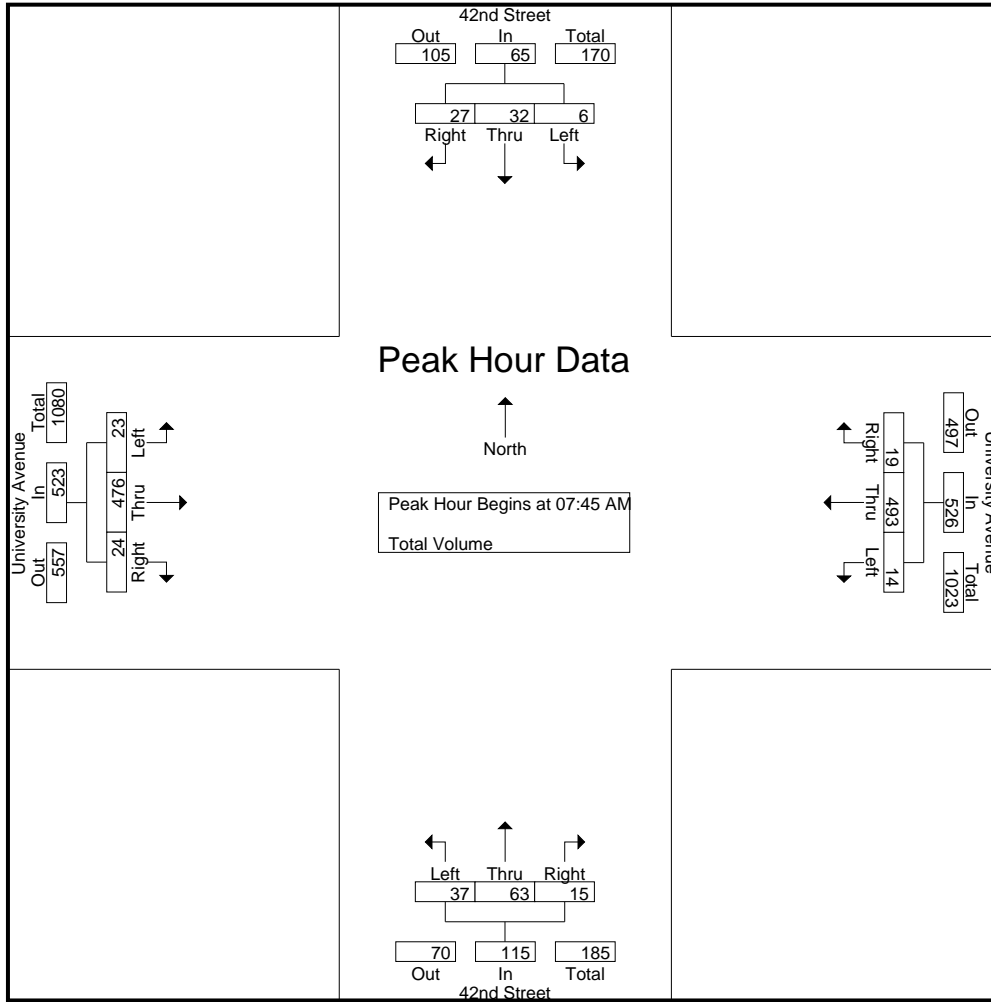 42nd Street
Out In Total
105 65 170
27 32 6
Right Thru Left
Peak Hour Data
North
Peak Hour Begins at 07:45 AM
Total Volume
University Avenue
Out In Total
557 523 1080
24 476 23
Right Thru Left
University Avenue
Out In Total
497 526 1023
19 493 14
Right Thru Left
Left Thru Right
37 63 15
70 115 185
Out In Total
42nd Street